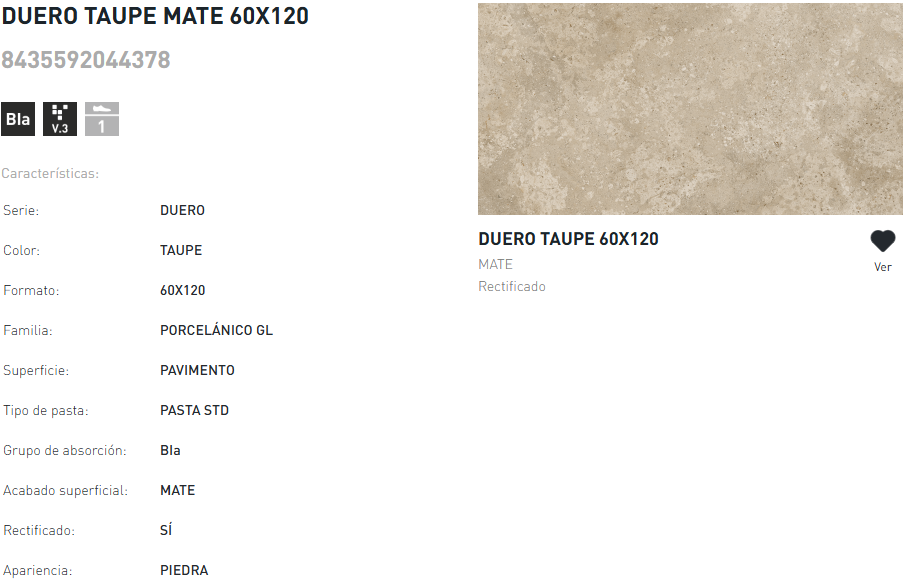 DUERO TAUPE MATE 60X120
8435592044378
BIa V.3 1
Características:
Serie: DUERO
Color: TAUPE
Formato: 60X120
Familia: PORCELÁNICO GL
Superficie: PAVIMENTO
Tipo de pasta: PASTA STD
Grupo de absorción: BIa
Acabado superficial: MATE
Rectificado: SÍ
Apariencia: PIEDRA
DUERO TAUPE 60X120
MATE
Rectificado
Ver